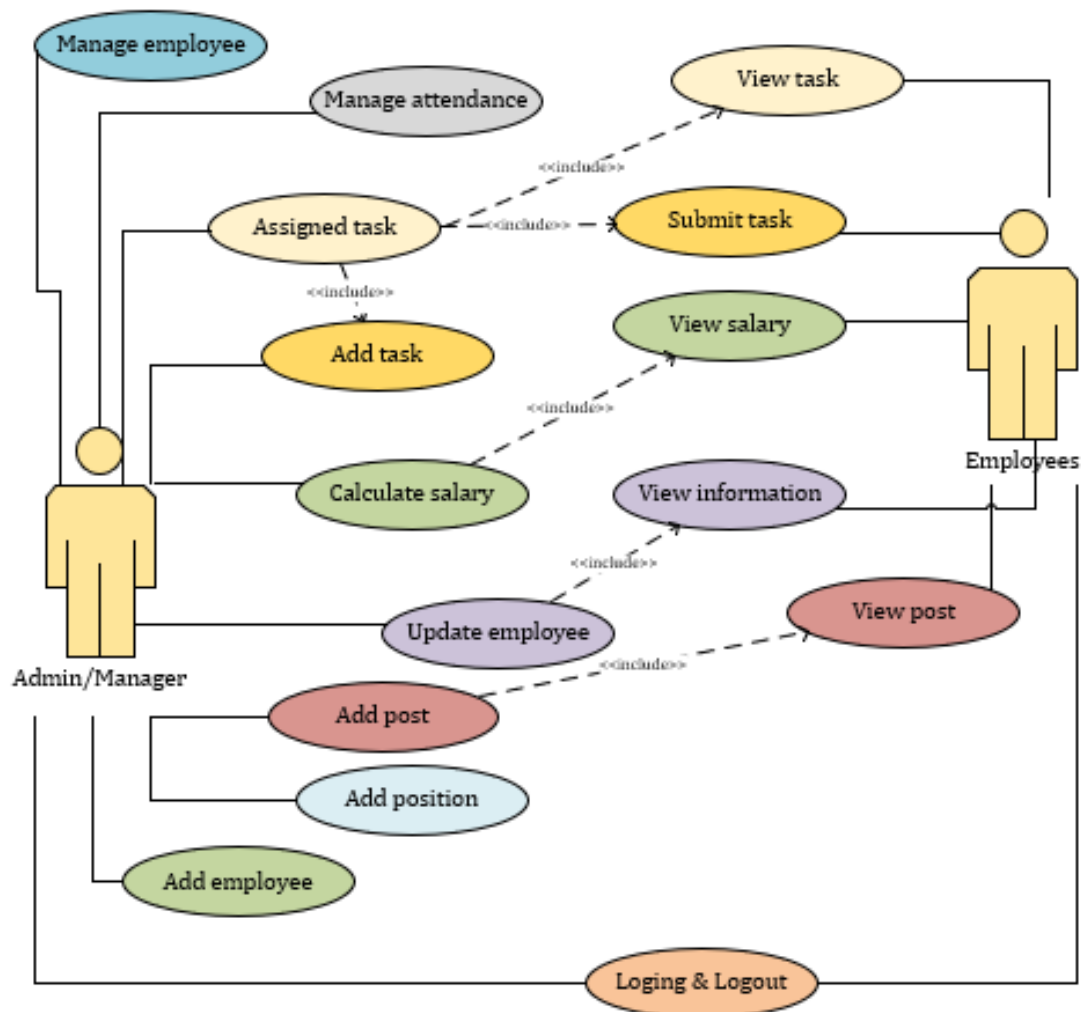 Manage employee
Manage attendance
View task
<<include>>
Assigned task
<<include>>
Submit task
<<include>>
Add task
View salary
<<include>>
Employees
Calculate salary
View information
<<include>>
Update employee
View post
<<include>>
Admin/Manager
Add post
Add position
Add employee
Loging & Logout